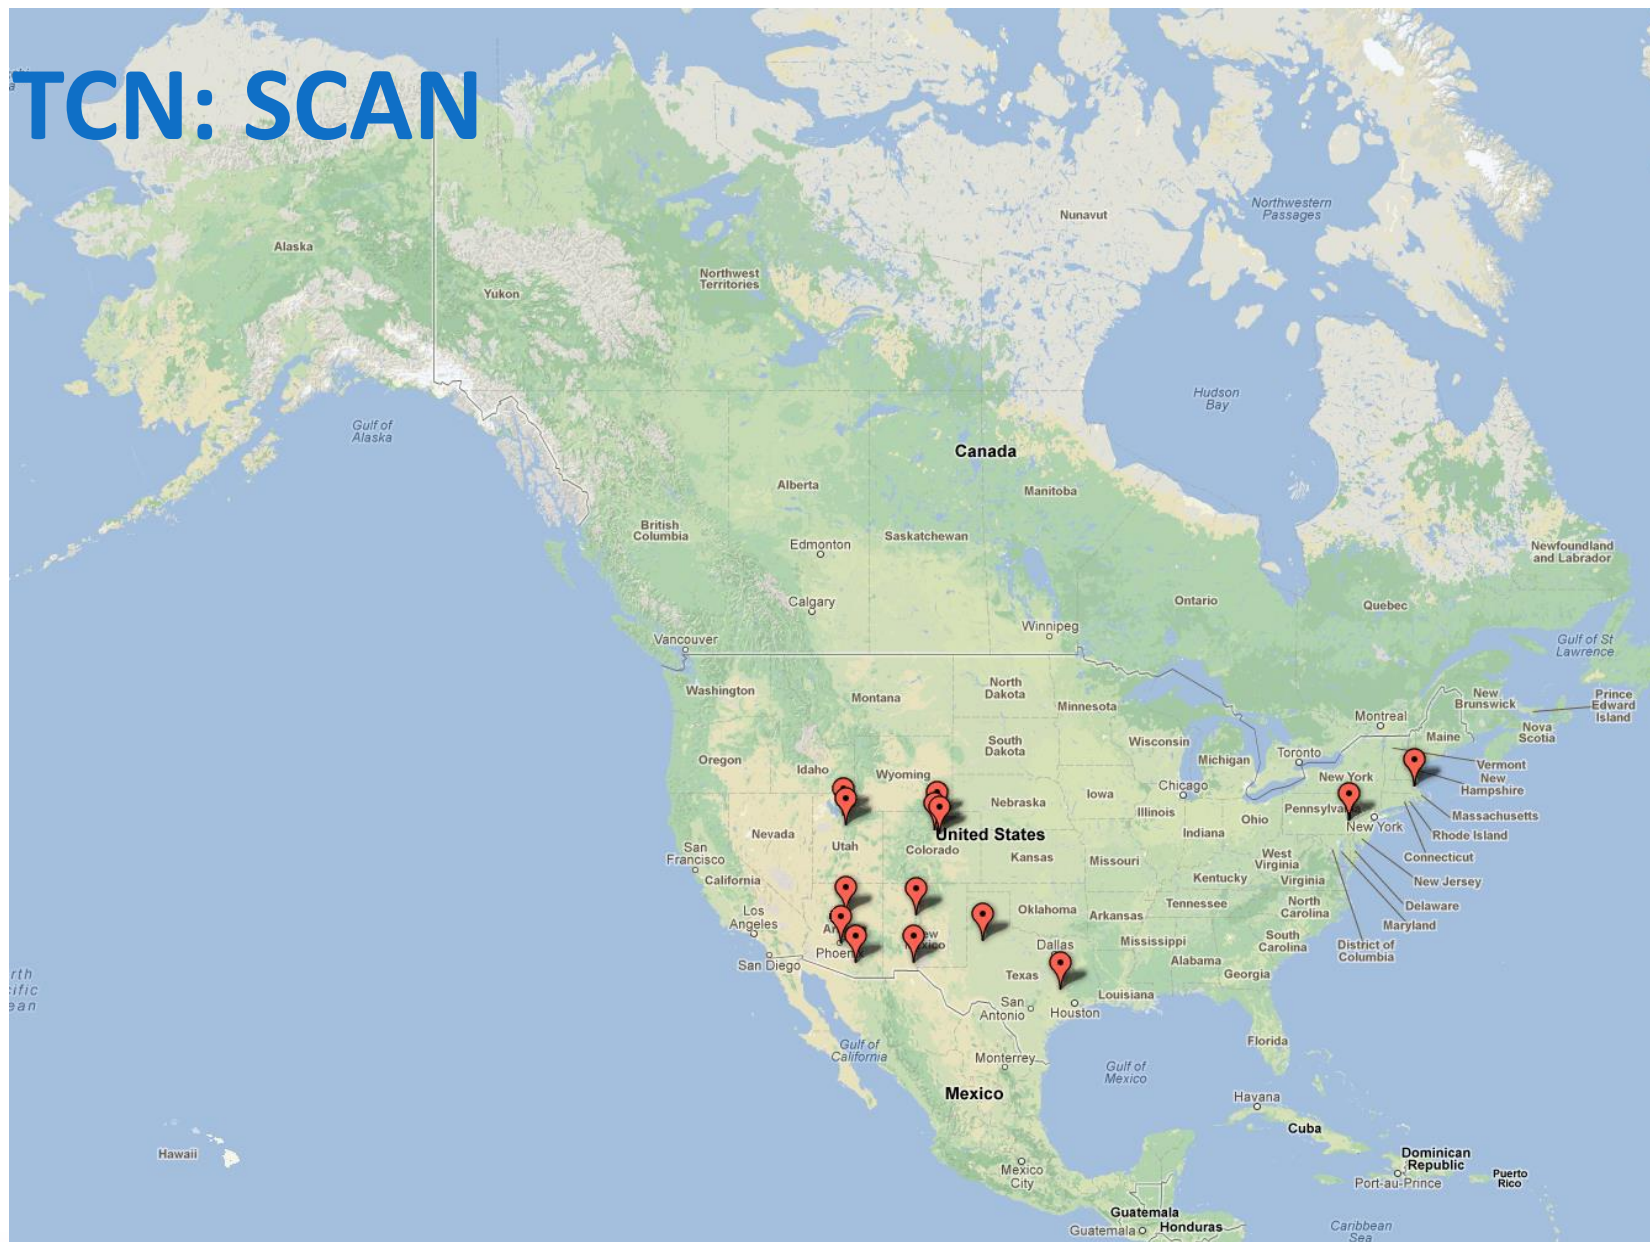 TCN: SCAN
Nunavut
Northwestern
Passages
Alaska
Northwest
Territories
Yukon
Hudson
Bay
Gulf of
Alaska
Canada
Alberta
Manitoba
British
Columbia
Saskatchewan
Edmonton
Newfoundland
and Labrador
Calgary
Ontario
Quebec
Winnipeg
Vancouver
Gulf of St
Lawrence
Washington
Montana
North
Dakota
Minnesota
New
Brunswick
Prince
Edward
Island
Montreal
Nova
Scotia
Maine
South
Dakota
Wisconsin
Michigan
Toronto
Oregon
Idaho
Wyoming
Vermont
New
Hampshire
New York
Chicago
Iowa
Nebraska
Illinois
Pennsylva
Massachusetts
Ohio
New York
Rhode Island
Nevada
United States
Indiana
Utah
Colorado
San
Francisco
Kansas
Missouri
West
Virginia
Connecticut
California
Kentucky
Virginia
New Jersey
Los
Angeles
Oklahoma
Arkansas
Tennessee
North
Carolina
Delaware
Maryland
Phoenix
Dallas
Mississippi
South
Carolina
District of
Columbia
San Diego
Alabama
Georgia
Texas
Louisiana
San
Antonio
Houston
Gulf of
California
Florida
Monterrey
Gulf of
Mexico
Mexico
Havana
Cuba
Hawaii
Mexico
City
Dominican
Republic
Port-au-Prince
Puerto
Rico
Guatemala
Guatemala
Honduras
Caribbean
Sea